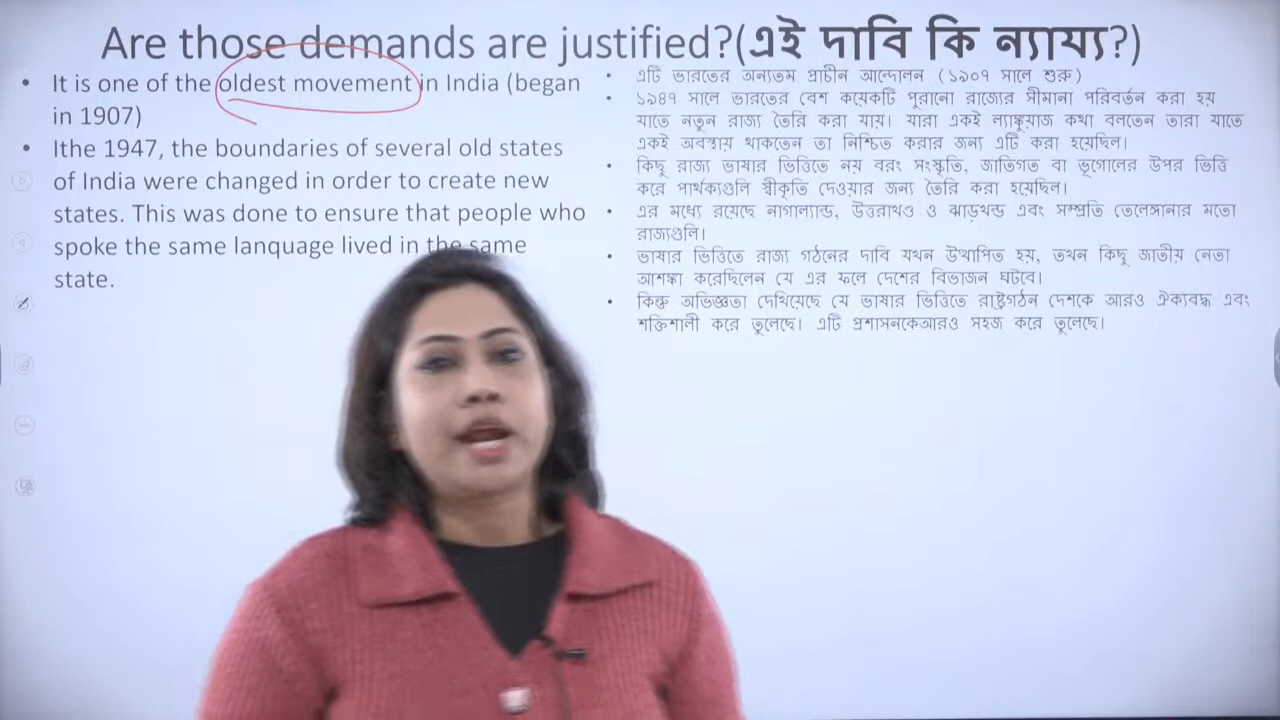 Are those demands are justified?(এই দাবি কি ন্যায্য?)
• It is one of the oldest movement in India (began
in 1907)
• Ithe 1947, the boundaries of several old states
of India were changed in order to create new
states. This was done to ensure that people who
spoke the same lanquage lived in the same
state.
• এটি ভারতের অন্যতম প্রাচীন আন্দোলন (১৯০৭ সালে শুরু)
• ১৯৪৭ সালে ভারতের বেশ কয়েকটি পুরানো রাজ্যের সীমানা পরিবর্তন করা হয়
যাতে নতুন রাজ্য তৈরি করা যায়। যারা একই ল্যাঙ্কুয়াজ কথা বলতেন তারা যাতে
একই অবস্থায় থাকতেন তা নিশ্চিত করার জন্য এটি করা হয়েছিল।
• কিছু রাজ্য ভাষার ভিত্তিতে নয় বরং সংস্কৃতি, জাতিগত বা ভূগোলের উপর ভিত্তি
করে পার্থক্যগুলি স্বীকৃতি দেওয়ার জন্য তৈরি করা হয়েছিল।
• এর মধ্যে রয়েছে নাগাল্যান্ড, উত্তরাখণ্ড ও ঝাড়খন্ড এবং সম্প্রতি তেলেঙ্গানার মতো
রাজ্যগুলি।
• ভাষার ভিত্তিতে রাজ্য গঠনের দাবি যখন উত্থাপিত হয়, তখন কিছু জাতীয় নেতা
আশঙ্কা করেছিলেন যে এর ফলে দেশের বিভাজন ঘটবে।
• কিন্তু অভিজ্ঞতা দেখিয়েছে যে ভাষার ভিত্তিতে রাষ্ট্রগঠন দেশকে আরও ঐক্যবদ্ধ এবং
শক্তিশালী করে তুলেছে। এটি প্রশাসনকেআরও সহজ করে তুলেছে।